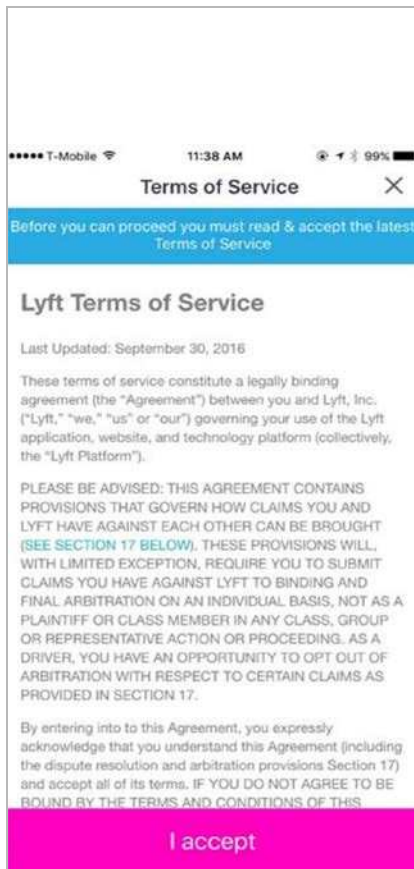 T-Mobile 11:38 AM 99%
Terms of Service
Before you can proceed you must read & accept the latest
Terms of Service
Lyft Terms of Service
Last Updated: September 30, 2016
These terms of service constitute a legally binding
agreement (the “Agreement”) between you and Lyft, Inc.
(“Lyft,” “we,” “us” or “our”) governing your use of the Lyft
application, website, and technology platform (collectively,
the “Lyft Platform”).
PLEASE BE ADVISED: THIS AGREEMENT CONTAINS
PROVISIONS THAT GOVERN HOW CLAIMS YOU AND
LYFT HAVE AGAINST EACH OTHER CAN BE BROUGHT
(SEE SECTION 17 BELOW). THESE PROVISIONS WILL,
WITH LIMITED EXCEPTION, REQUIRE YOU TO SUBMIT
CLAIMS YOU HAVE AGAINST LYFT TO BINDING AND
FINAL ARBITRATION ON AN INDIVIDUAL BASIS, NOT AS A
PLAINTIFF OR CLASS MEMBER IN ANY CLASS, GROUP
OR REPRESENTATIVE ACTION OR PROCEEDING. AS A
DRIVER, YOU HAVE AN OPPORTUNITY TO OPT OUT OF
ARBITRATION WITH RESPECT TO CERTAIN CLAIMS AS
PROVIDED IN SECTION 17.
By entering into to this Agreement, you expressly
acknowledge that you understand this Agreement (including
the dispute resolution and arbitration provisions Section 17)
and accept all of its terms. IF YOU DO NOT AGREE TO BE
BOUND BY THE TERMS AND CONDITIONS OF THIS
I accept